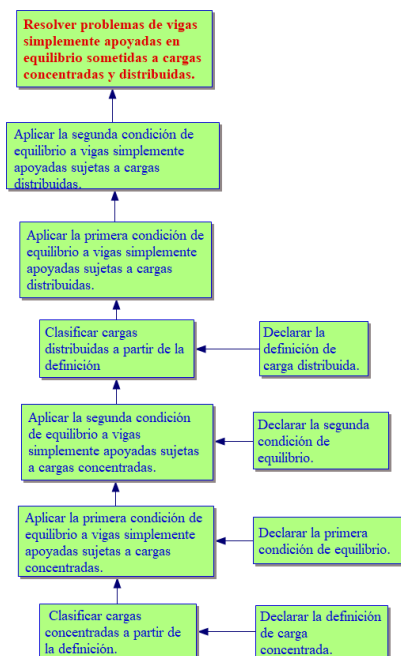 Resolver problemas de vigas
simplemente apoyadas en
equilibrio sometidas a cargas
concentradas y distribuidas.
Aplicar la segunda condición de
equilibrio a vigas simplemente
apoyadas sujetas a cargas
distribuidas.
Aplicar la primera condición de
equilibrio a vigas simplemente
apoyadas sujetas a cargas
distribuidas.
Clasificar cargas
distribuidas a partir de la
definición
Declarar la
definición de
carga distribuida.
Aplicar la segunda condición
de equilibrio a vigas
simplemente apoyadas sujetas
a cargas concentradas.
Declarar la segunda
condición de
equilibrio.
Aplicar la primera condición de
equilibrio a vigas simplemente
apoyadas sujetas a cargas
concentradas.
Declarar la primera
condición de equilibrio.
Clasificar cargas
concentradas a partir de
la definición.
Declarar la definición
de carga
concentrada.